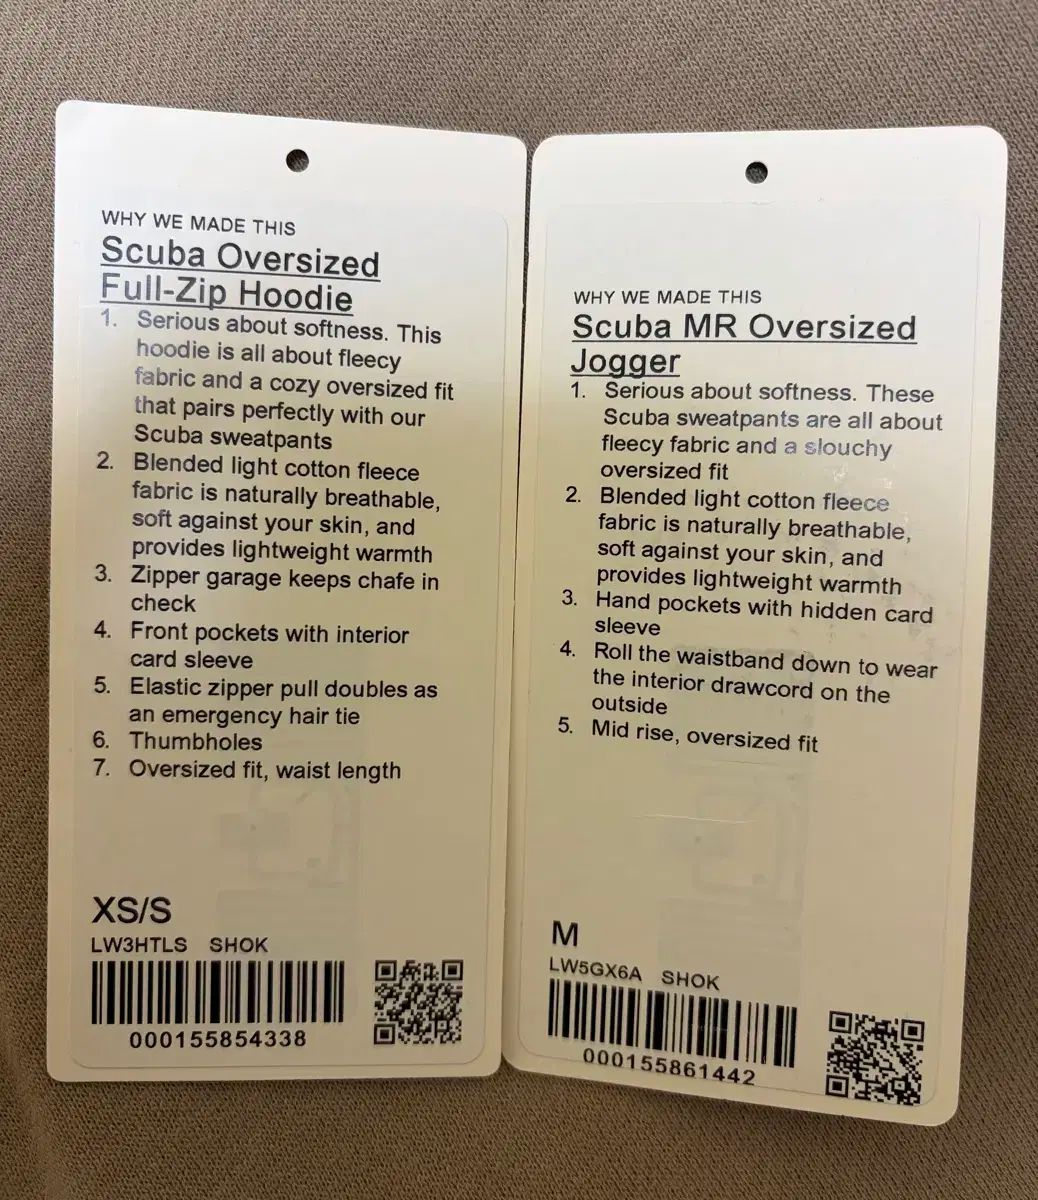 WHY WE MADE THIS
Scuba Oversized
Full-Zip Hoodie
1. Serious about softness. This
hoodie is all about fleecy
fabric and a cozy oversized fit
that pairs perfectly with our
Scuba sweatpants
2. Blended light cotton fleece
fabric is naturally breathable,
soft against your skin, and
provides lightweight warmth
3. Zipper garage keeps chafe in
check
4. Front pockets with interior
card sleeve
5. Elastic zipper pull doubles as
an emergency hair tie
6. Thumbholes
7. Oversized fit, waist length
XS/S
LW3HTLS SHOK
000155854338
WHY WE MADE THIS
Scuba MR Oversized
Jogger
1. Serious about softness. These
Scuba sweatpants are all about
fleecy fabric and a slouchy
oversized fit
2. Blended light cotton fleece
fabric is naturally breathable,
soft against your skin, and
provides lightweight warmth
3. Hand pockets with hidden card
sleeve
4. Roll the waistband down to wear
the interior drawcord on the
outside
5. Mid rise, oversized fit
M
LW5GX6A SHOK
000155861442